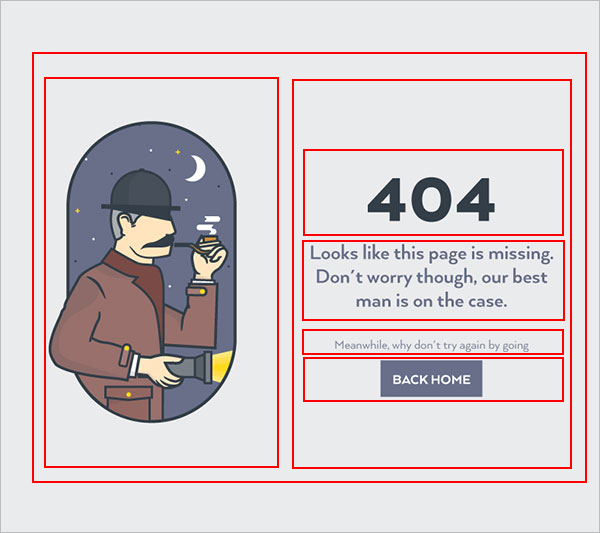 404
Looks like this page is missing.
Don't worry though, our best
man is on the case.
Meanwhile, why don't try again by going
BACK HOME